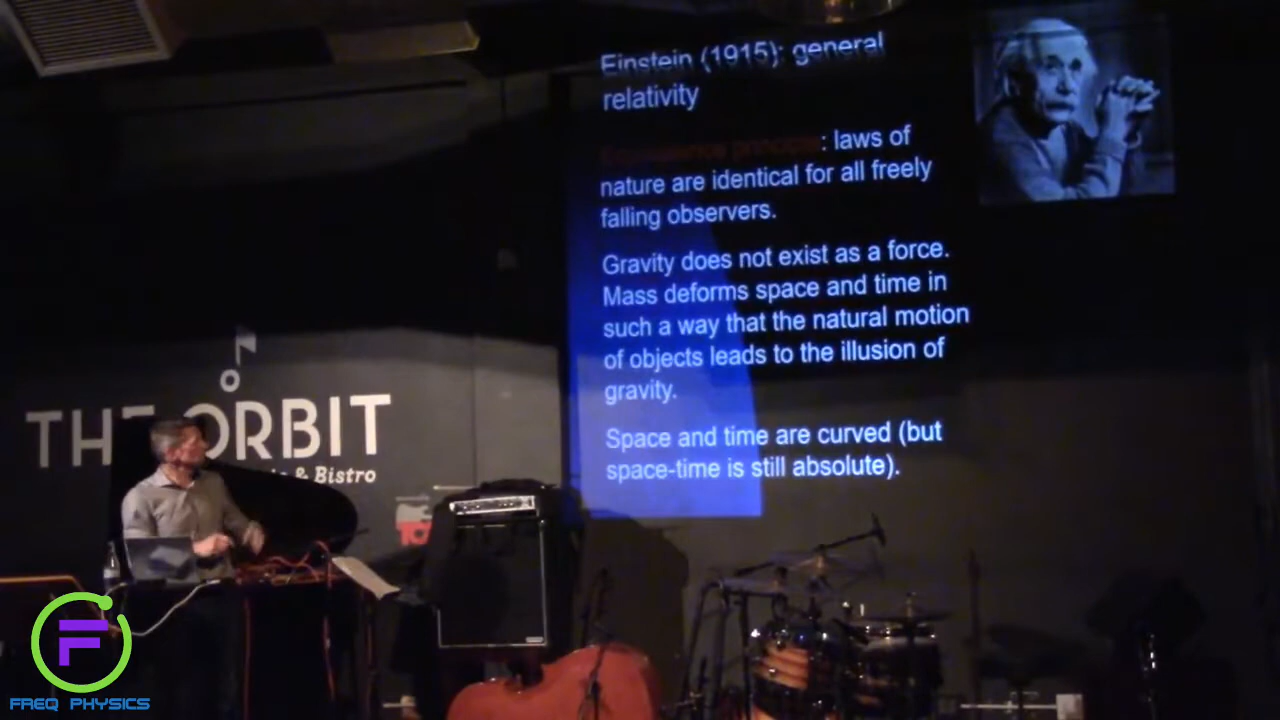 Einstein (1915): general
relativity
: laws of
nature are identical for all freely
falling observers.
Gravity does not exist as a force.
Mass deforms space and time in
such a way that the natural motion
of objects leads to the illusion of
gravity.
Space and time are curved (but
space-time is still absolute).
THE ORBIT
& Bistro
F
FREQ PHYSICS